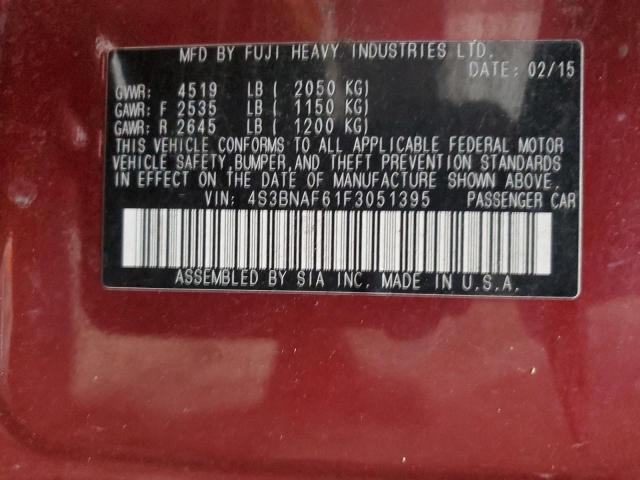 MFD BY FUJI HEAVY INDUSTRIES LTD.
DATE: 02/15
GVWR: 4519 LB ( 2050 KG)
GAWR: F 2535 LB ( 1150 KG)
GAWR: R 2645 LB ( 1200 KG)
THIS VEHICLE CONFORMS TO ALL APPLICABLE FEDERAL MOTOR
VEHICLE SAFETY, BUMPER, AND THEFT PREVENTION STANDARDS
IN EFFECT ON THE DATE OF MANUFACTURE SHOWN ABOVE.
VIN: 4S3BNAF61F3051395 PASSENGER CAR
ASSEMBLED BY SIA INC. MADE IN U.S.A.